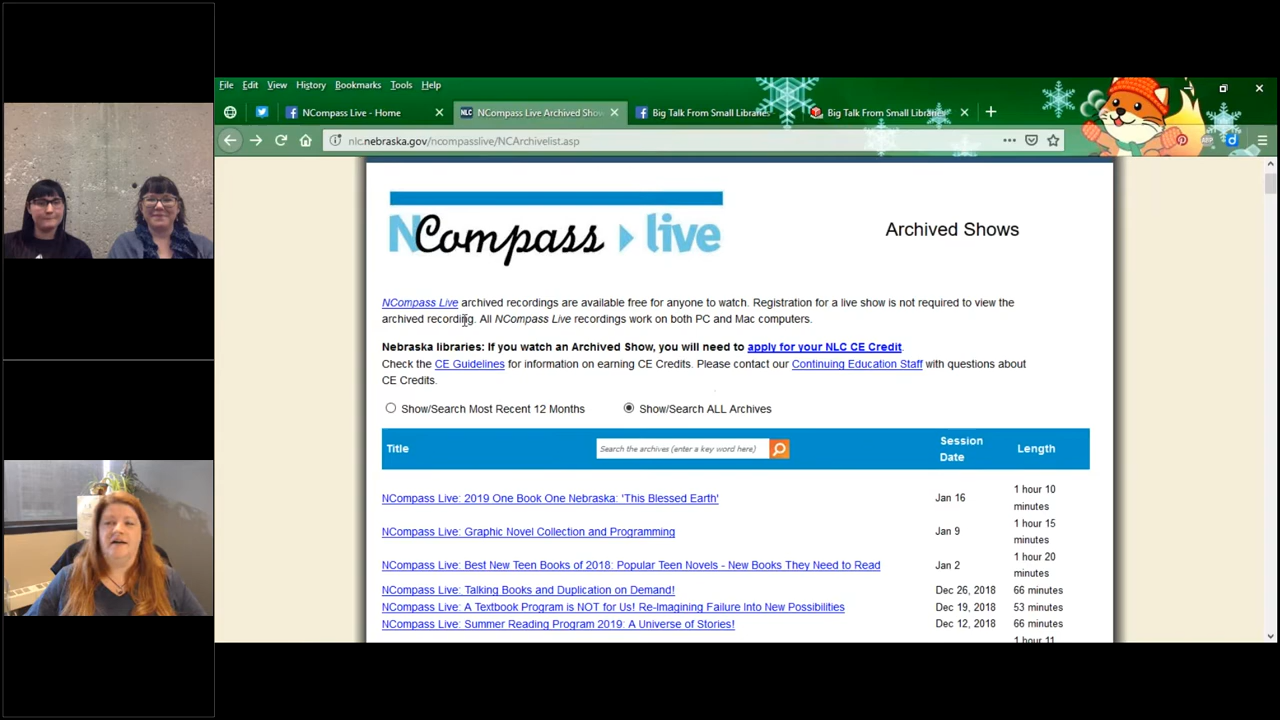 File Edit View History Bookmarks Tools Help
NCompass Live - Home
NLC NCompass Live Archived Sho
Big Talk From Small Libraries
Big Talk From Small Libraries
nlc.nebraska.gov/ncompasslive/NCArchivelist.asp
NCompass live
Archived Shows
NCompass Live archived recordings are available free for anyone to watch. Registration for a live show is not required to view the
archived recording. All NCompass Live recordings work on both PC and Mac computers.
Nebraska libraries: If you watch an Archived Show, you will need to apply for your NLC CE Credit.
Check the CE Guidelines for information on earning CE Credits. Please contact our Continuing Education Staff with questions about
CE Credits.
Show/Search Most Recent 12 Months Show/Search ALL Archives
Title Search the archives (enter a key word here) Session Date Length
NCompass Live: 2019 One Book One Nebraska: 'This Blessed Earth' Jan 16 1 hour 10 minutes
NCompass Live: Graphic Novel Collection and Programming Jan 9 1 hour 15 minutes
NCompass Live: Best New Teen Books of 2018: Popular Teen Novels - New Books They Need to Read Jan 2 1 hour 20 minutes
NCompass Live: Talking Books and Duplication on Demand! Dec 26, 2018 66 minutes
NCompass Live: A Textbook Program is NOT for Us! Re-Imagining Failure Into New Possibilities Dec 19, 2018 53 minutes
NCompass Live: Summer Reading Program 2019: A Universe of Stories! Dec 12, 2018 66 minutes
1 hour 11